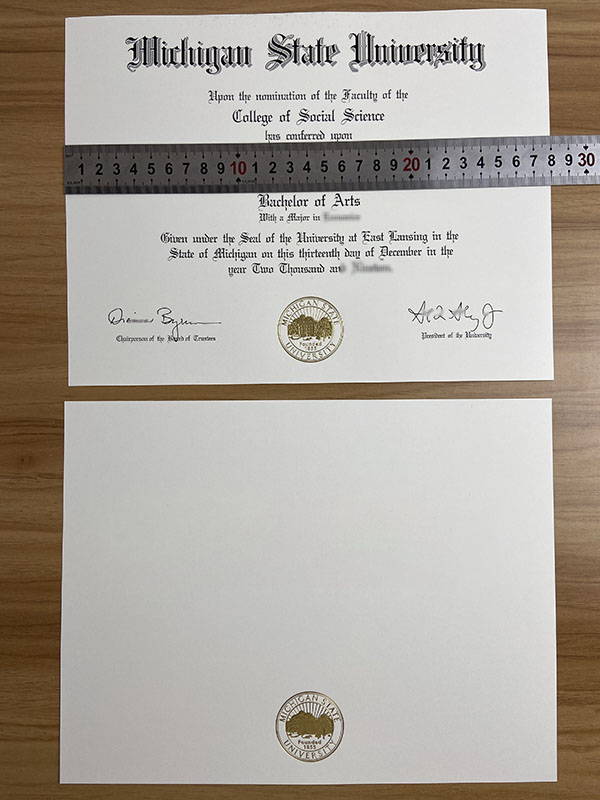 Michigan State University
Upon the nomination of the Faculty of the
College of Social Science
has conferred upon
1 2 3 4 5 6 7 8 9 10 1 2 3 4 5 6 7 8 9 20 1 2 3 4 5 6 7 8 9 30
Bachelor of Arts
With a Major in
Given under the Seal of the University at East Lansing in the
State of Michigan on this thirteenth day of December in the
year Two Thousand an
MICHIGAN STATE
UNIVERSITY
Founded
1855
Chairperson of the Board of Trustees
President of the University
MICHIGAN STATE
UNIVERSITY
Founded
1855